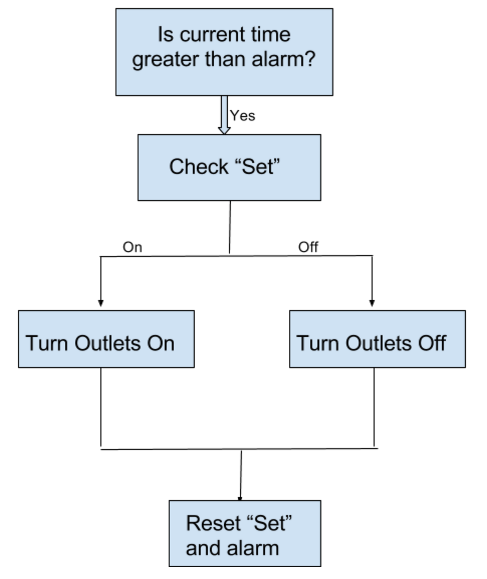 Is current time
greater than alarm?
Yes
Check “Set”
On
Off
Turn Outlets On
Turn Outlets Off
Reset “Set”
and alarm